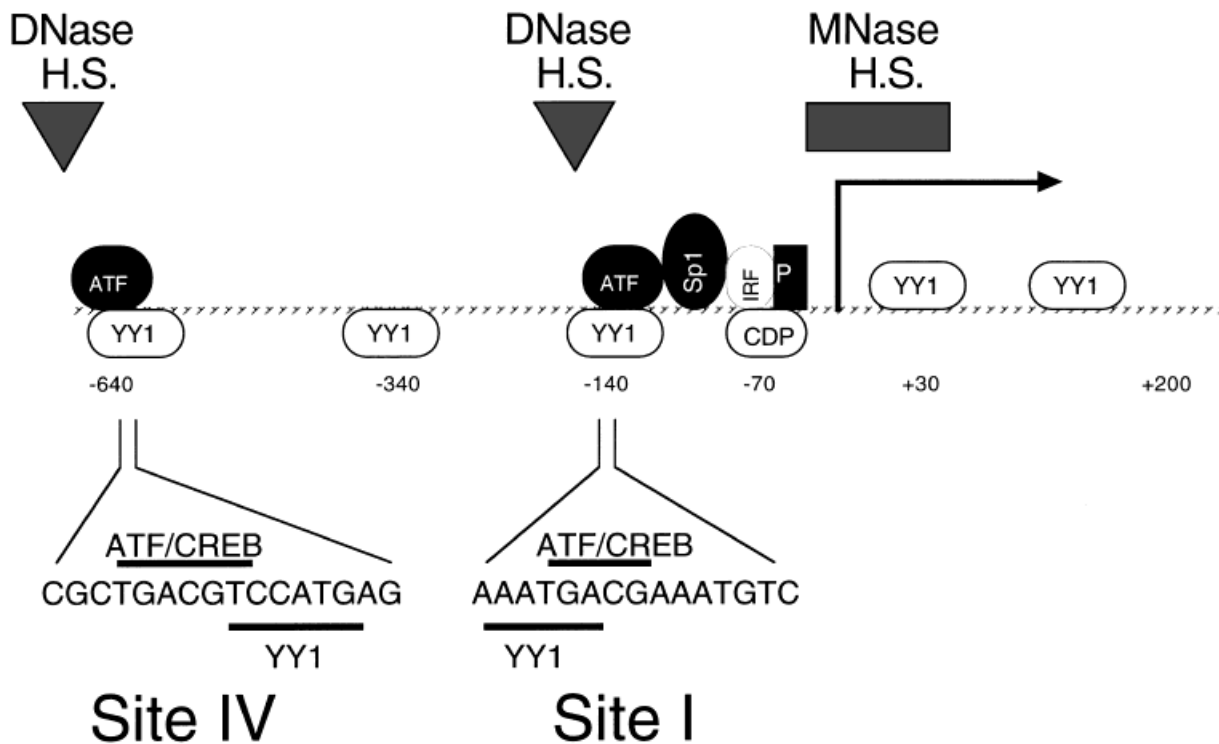 DNase
H.S.
DNase
H.S.
MNase
H.S.
ATF
ATF
Sp1
IRF
P
YY1
YY1
YY1
YY1
YY1
CDP
-640
-340
-140
-70
+30
+200
ATF/CREB
CGCTGACGTCCATGAG
YY1
Site IV
ATF/CREB
AAATGACGAAATGTC
YY1
Site I